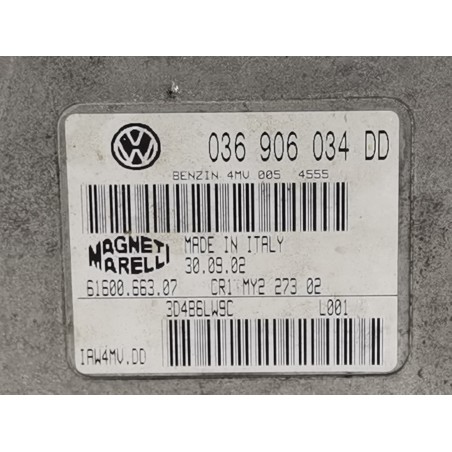 036 906 034 DD
BENZIN 4MV 005 4555
MAGNETI MARELLI
MADE IN ITALY
30.09.02
61600.663.07 CR1 MY2 273 02
3D4B6LW9C L001
IAW4MV.DD